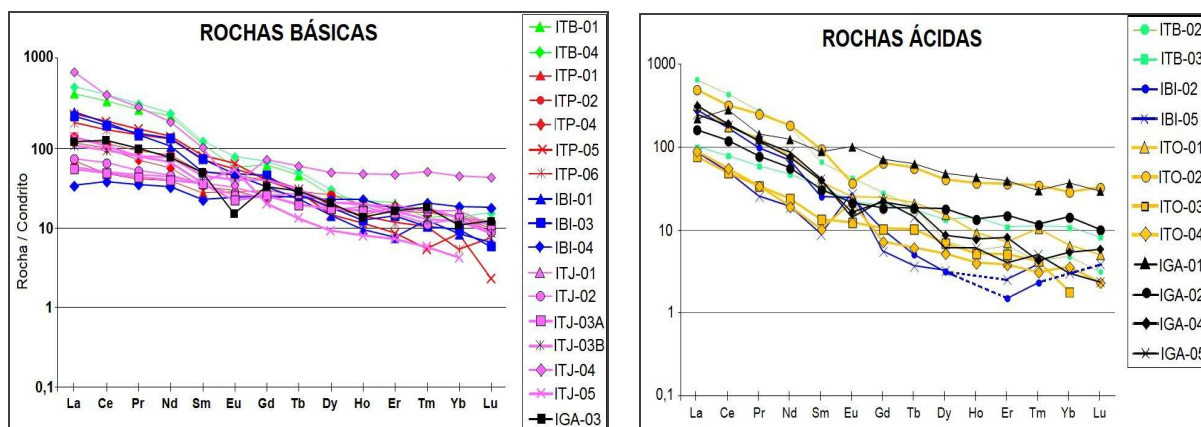 ROCHAS BÁSICAS
Rocha / Condrito
1000
100
10
1
0,1
La Ce Pr Nd Sm Eu Gd Tb Dy Ho Er Tm Yb Lu
ITB-01
ITB-04
ITP-01
ITP-02
ITP-04
ITP-05
ITP-06
IBI-01
IBI-03
IBI-04
ITJ-01
ITJ-02
ITJ-03A
ITJ-03B
ITJ-04
ITJ-05
IGA-03
ROCHAS ÁCIDAS
1000
100
10
1
0,1
La Ce Pr Nd Sm Eu Gd Tb Dy Ho Er Tm Yb Lu
ITB-02
ITB-03
IBI-02
IBI-05
ITO-01
ITO-02
ITO-03
ITO-04
IGA-01
IGA-02
IGA-04
IGA-05